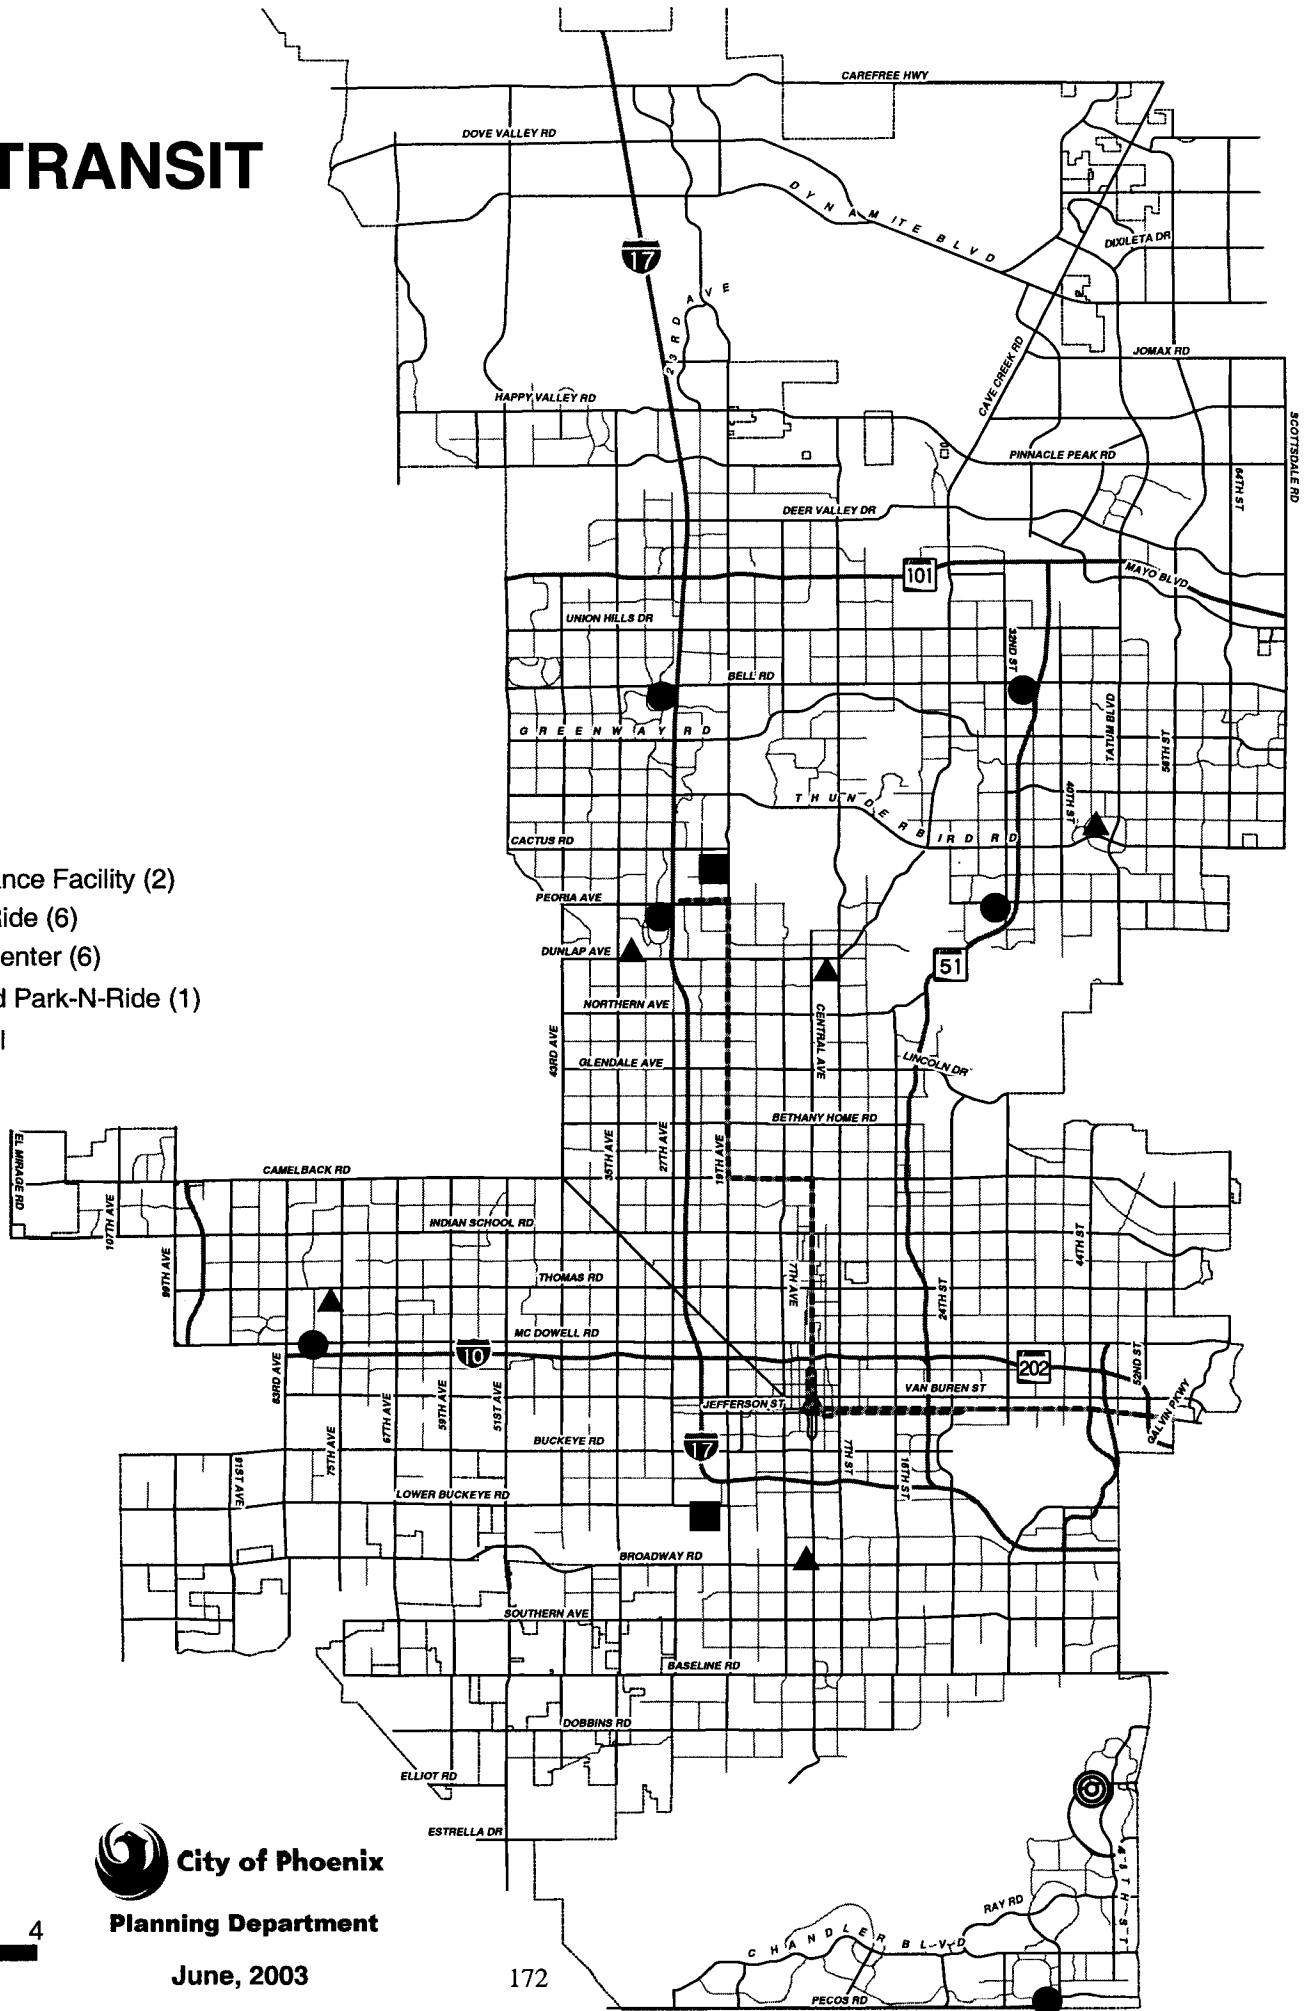 TRANSIT
CAREFREE HWY
DOVE VALLEY RD
DYNAMITE BLVD
DIXILETA DR
17
23RD AVE
CAVE CREEK RD
JOMAX RD
HAPPY VALLEY RD
SCOTTSDALE RD
PINNACLE PEAK RD
64TH ST
DEER VALLEY DR
101
MAYO BLVD
UNION HILLS DR
32ND ST
BELL RD
TATUM BLVD
56TH ST
GREENWAY RD
40TH ST
THUNDERBIRD RD
CACTUS RD
nce Facility (2)
PEORIA AVE
ide (6)
DUNLAP AVE
enter (6)
51
d Park-N-Ride (1)
NORTHERN AVE
CENTRAL AVE
l
43RD AVE
GLENDALE AVE
LINCOLN DR
BETHANY HOME RD
35TH AVE
27TH AVE
19TH AVE
EL MIRAGE RD
CAMELBACK RD
107TH AVE
INDIAN SCHOOL RD
44TH ST
99TH AVE
THOMAS RD
7TH AVE
24TH ST
MC DOWELL RD
10
202
52ND ST
83RD AVE
VAN BUREN ST
JEFFERSON ST
67TH AVE
59TH AVE
51ST AVE
GALVIN PKWY
75TH AVE
BUCKEYE RD
17
7TH ST
16TH ST
91ST AVE
LOWER BUCKEYE RD
BROADWAY RD
SOUTHERN AVE
BASELINE RD
DOBBINS RD
ELLIOT RD
ESTRELLA DR
City of Phoenix
48TH ST
RAY RD
4
Planning Department
CHANDLER BLVD
June, 2003
172
PECOS RD